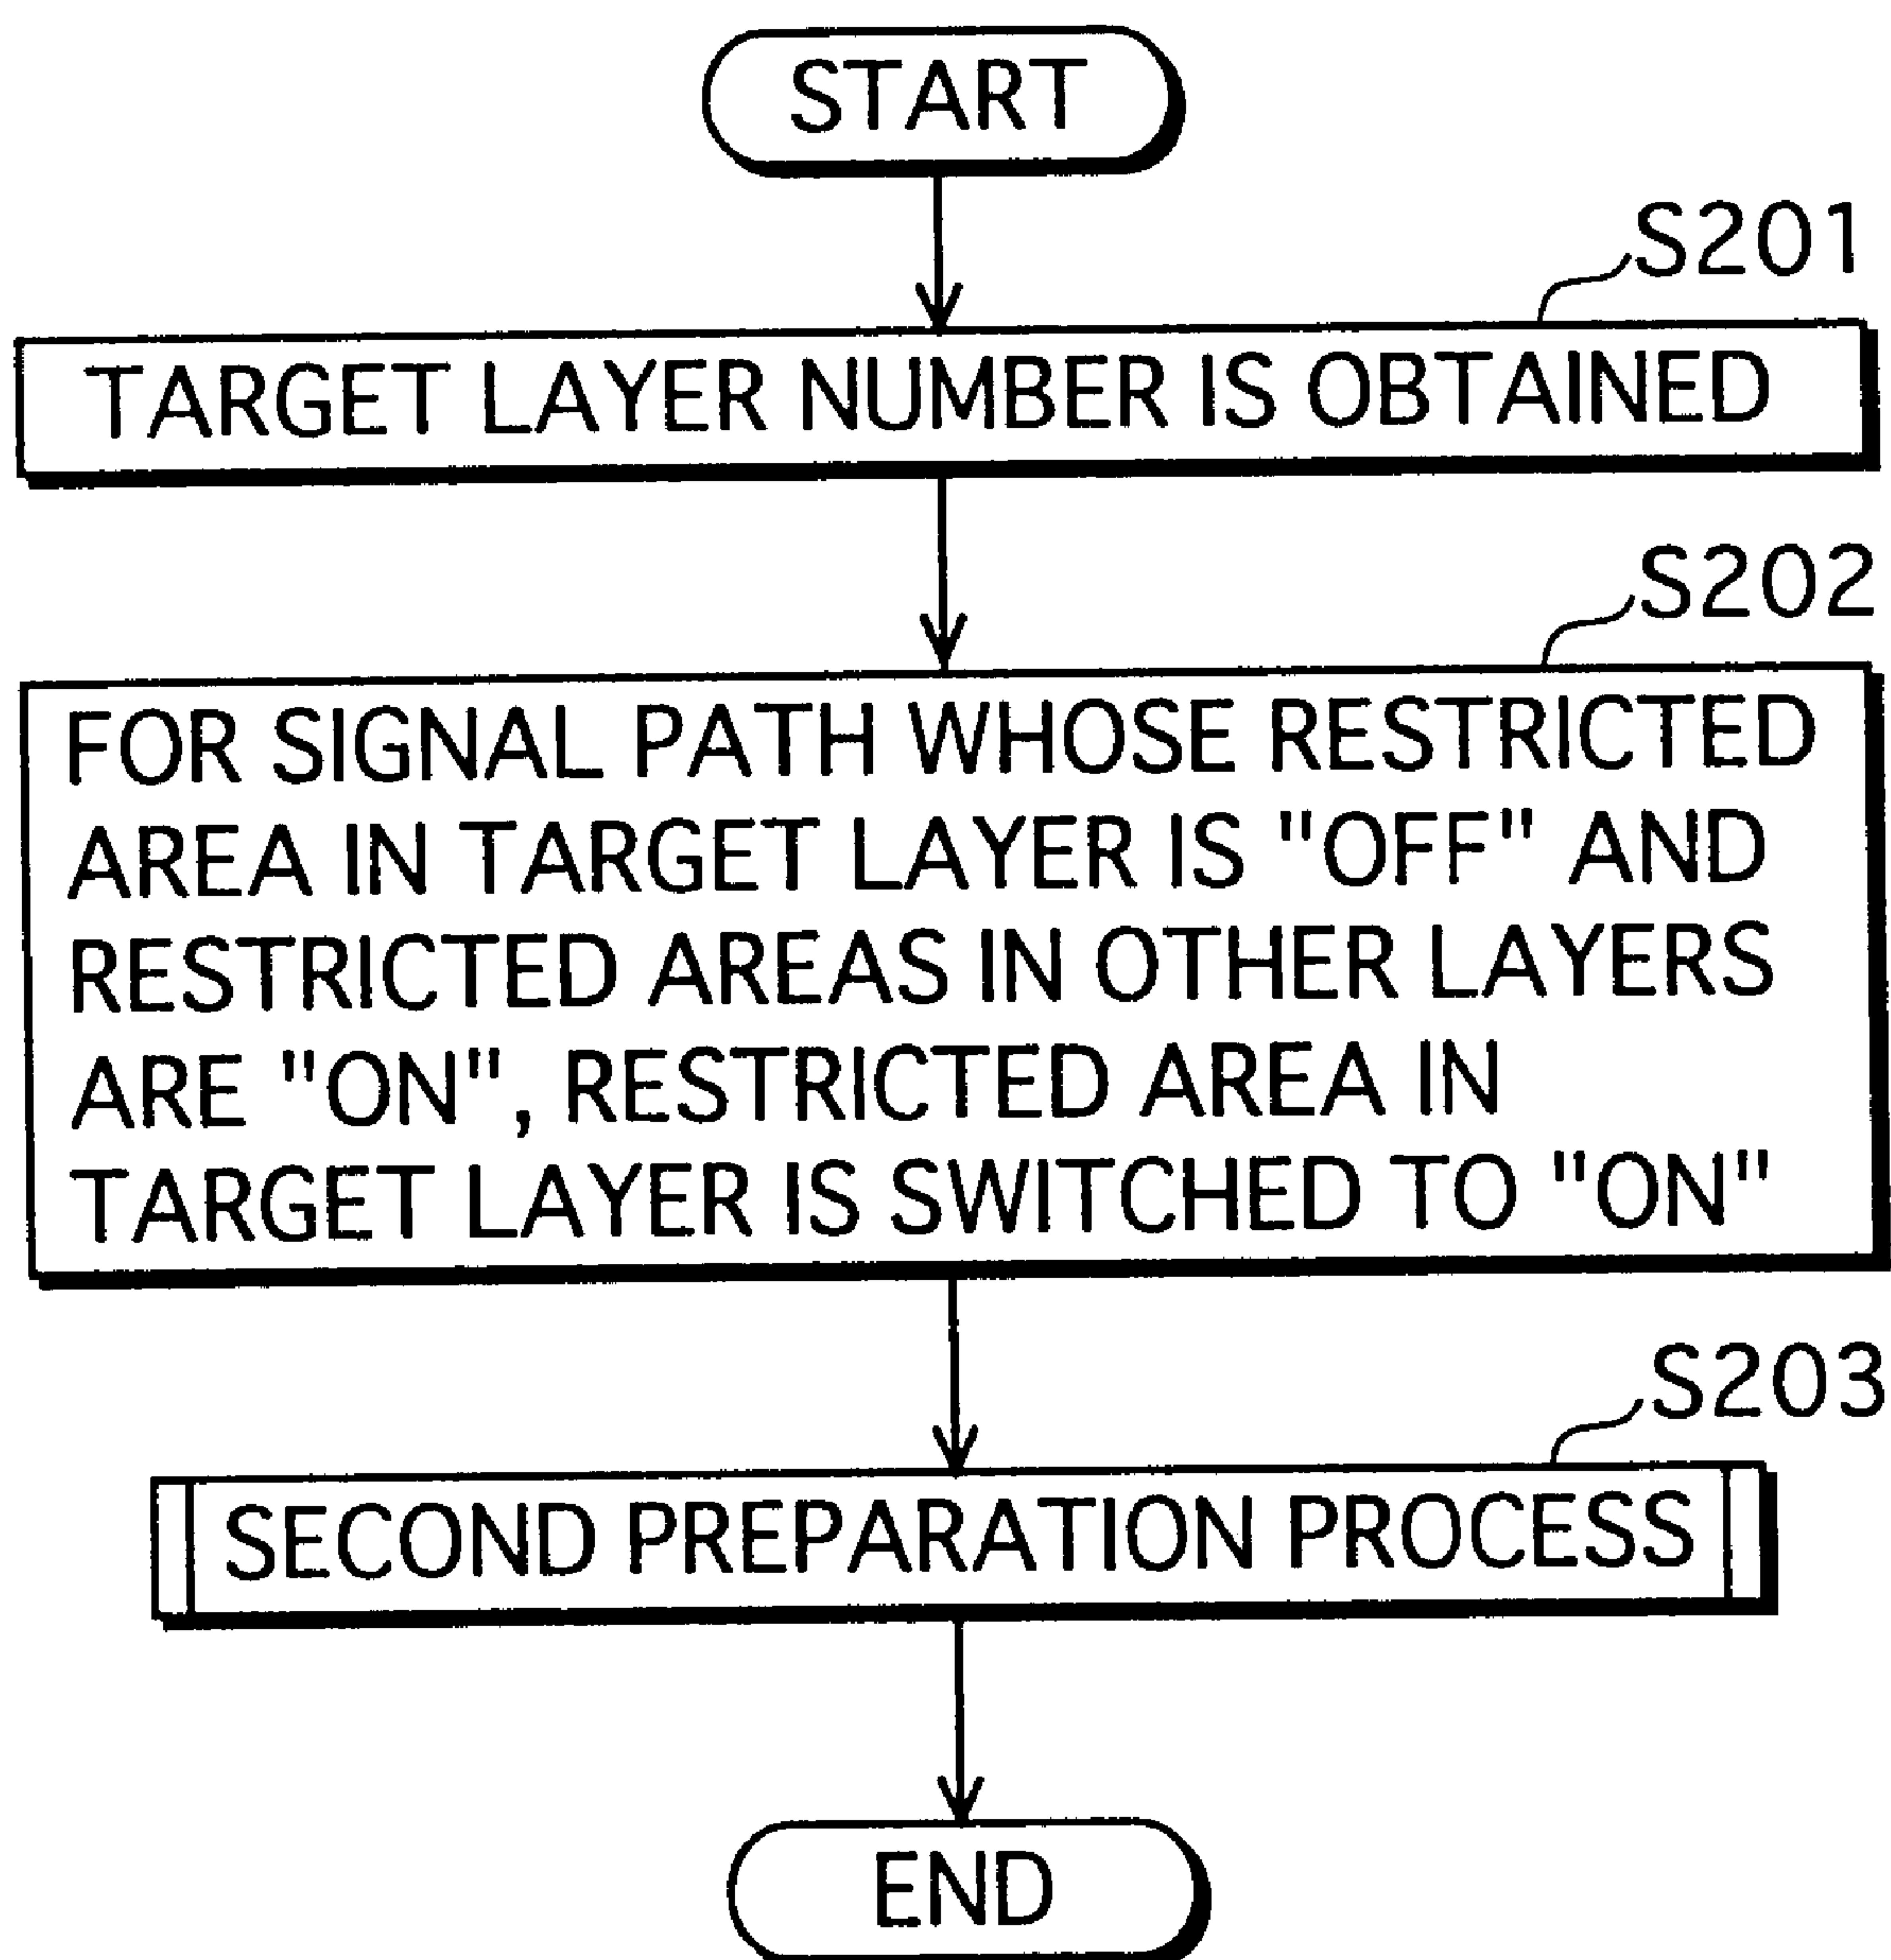 START
S201
TARGET LAYER NUMBER IS OBTAINED
S202
FOR SIGNAL PATH WHOSE RESTRICTED
AREA IN TARGET LAYER IS "OFF" AND
RESTRICTED AREAS IN OTHER LAYERS
ARE "ON", RESTRICTED AREA IN
TARGET LAYER IS SWITCHED TO "ON"
S203
SECOND PREPARATION PROCESS
END